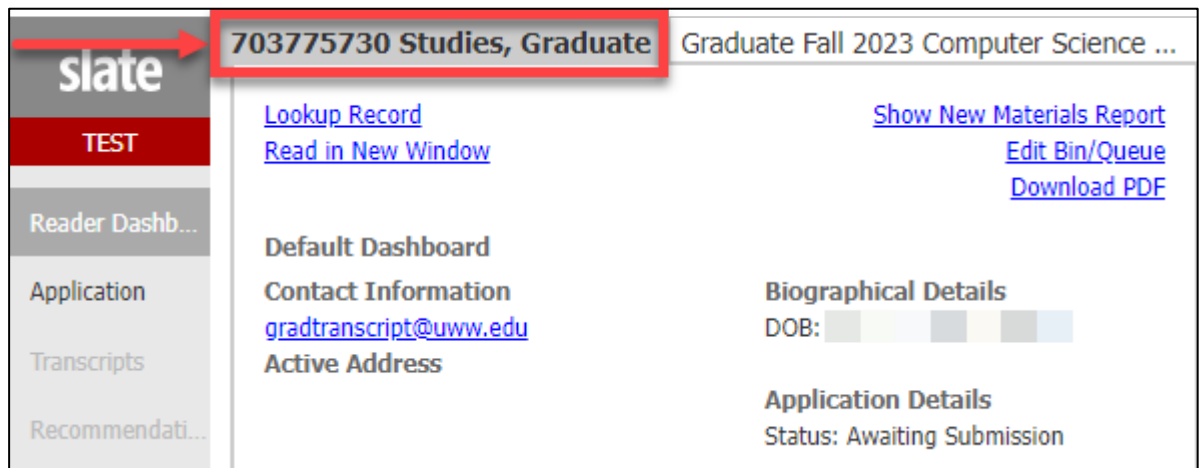 slate
TEST
Reader Dashb...
Application
Transcripts
Recommendati...
703775730 Studies, Graduate
Graduate Fall 2023 Computer Science ...
Lookup Record
Read in New Window
Show New Materials Report
Edit Bin/Queue
Download PDF
Default Dashboard
Contact Information
gradtranscript@uww.edu
Active Address
Biographical Details
DOB:
Application Details
Status: Awaiting Submission